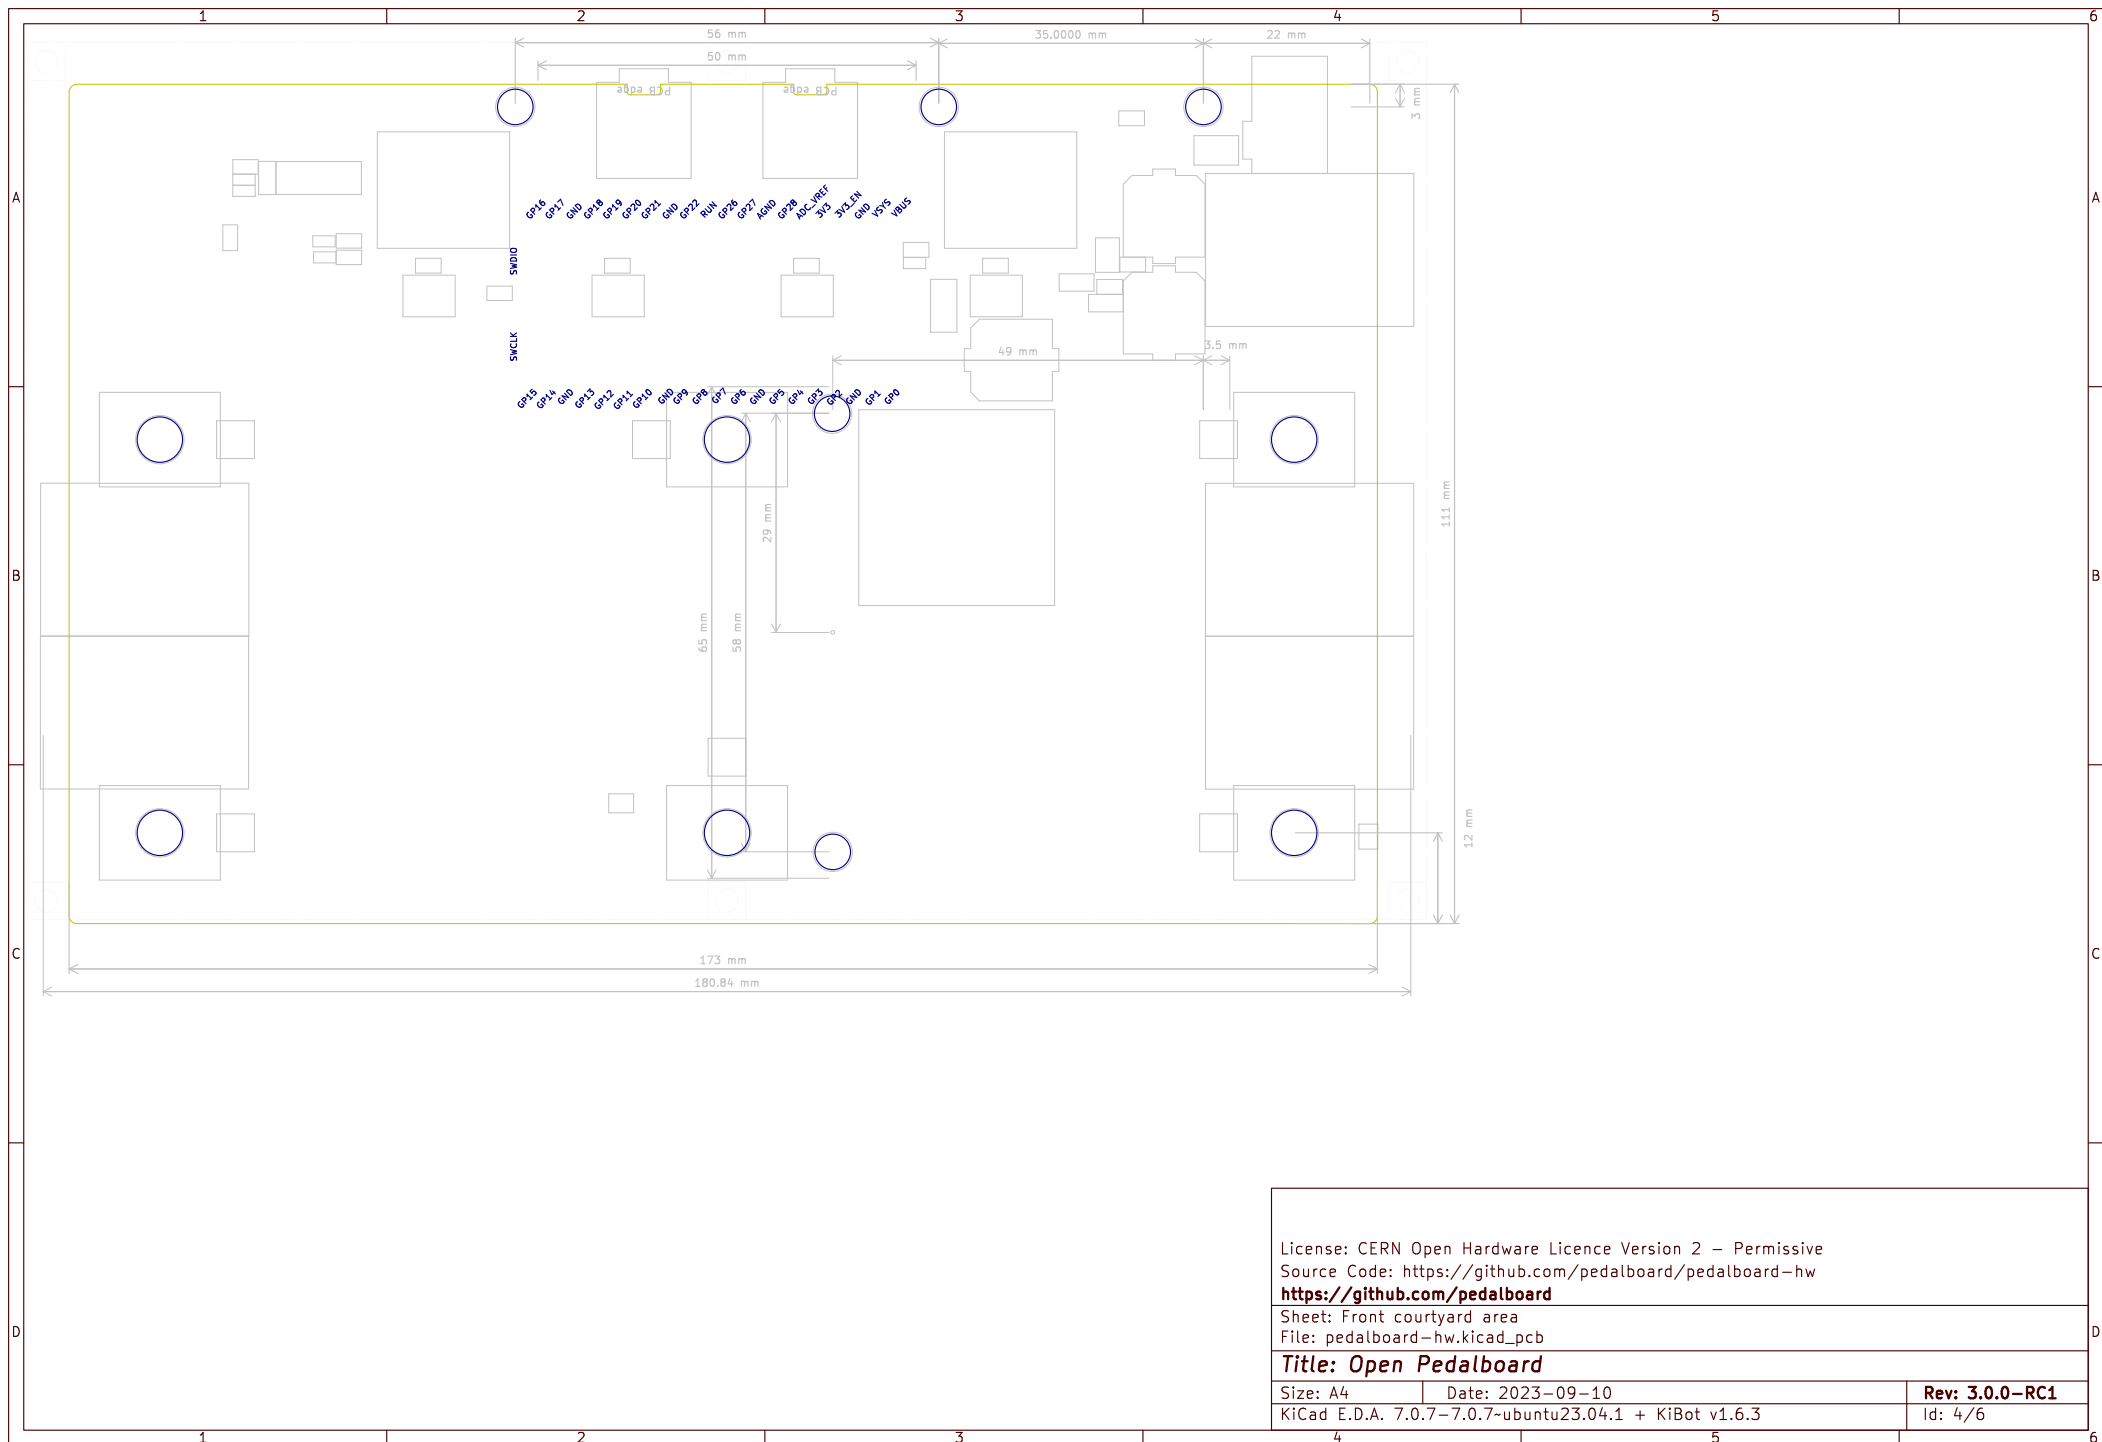 1 2 3 4 5 6
56 mm 35.0000 mm 22 mm
50 mm
PCB edge PCB edge
3 mm
A A
GP16 GP17 GND GP18 GP19 GP20 GP21 GND GP22 RUN GP26 GP27 AGND GP28 ADC_VREF 3V3 3V3_EN GND VSYS VBUS
SWDIO
SWCLK
49 mm 3.5 mm
GP15 GP14 GND GP13 GP12 GP11 GP10 GND GP9 GP8 GP7 GP6 GND GP5 GP4 GP3 GP2 GND GP1 GP0
111 mm
29 mm
B B
65 mm 58 mm
12 mm
C C
173 mm
180.84 mm
License: CERN Open Hardware Licence Version 2 - Permissive
Source Code: https://github.com/pedalboard/pedalboard-hw
https://github.com/pedalboard
Sheet: Front courtyard area
D D
File: pedalboard-hw.kicad_pcb
Title: Open Pedalboard
Size: A4 Date: 2023-09-10 Rev: 3.0.0-RC1
KiCad E.D.A. 7.0.7-7.0.7~ubuntu23.04.1 + KiBot v1.6.3 Id: 4/6
1 2 3 4 5 6